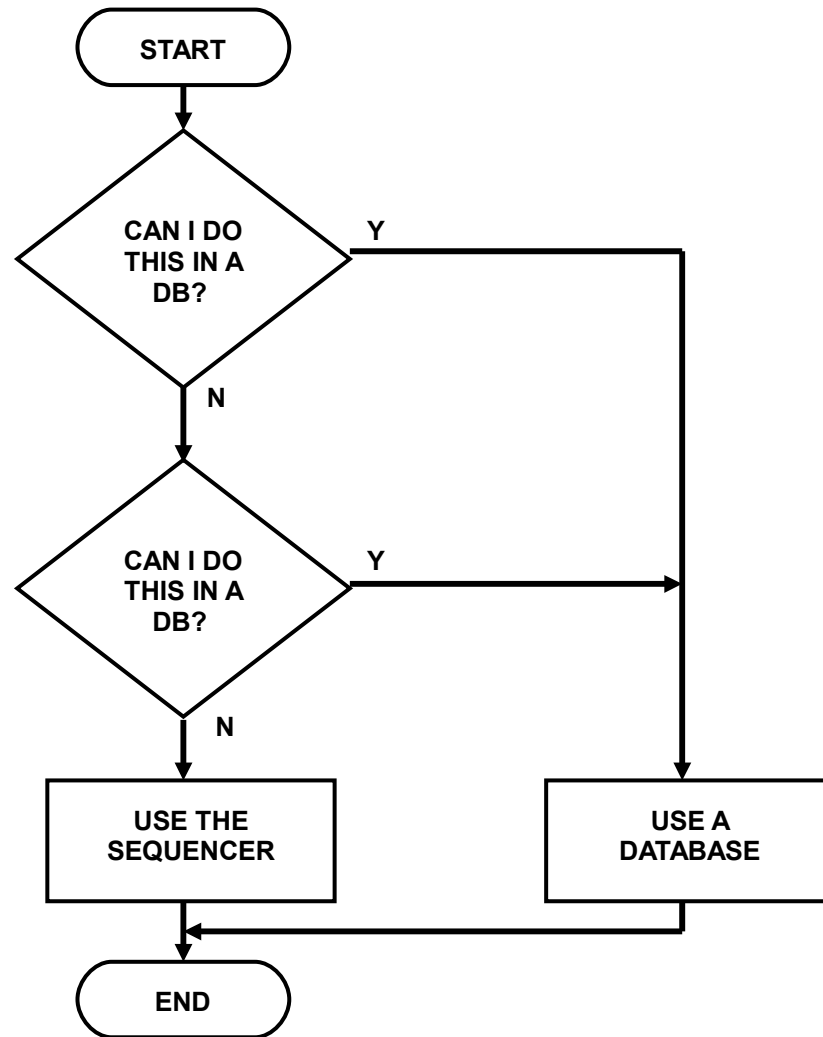 START
CAN I DO
THIS IN A
DB?
Y
N
CAN I DO
THIS IN A
DB?
Y
N
USE THE
SEQUENCER
USE A
DATABASE
END